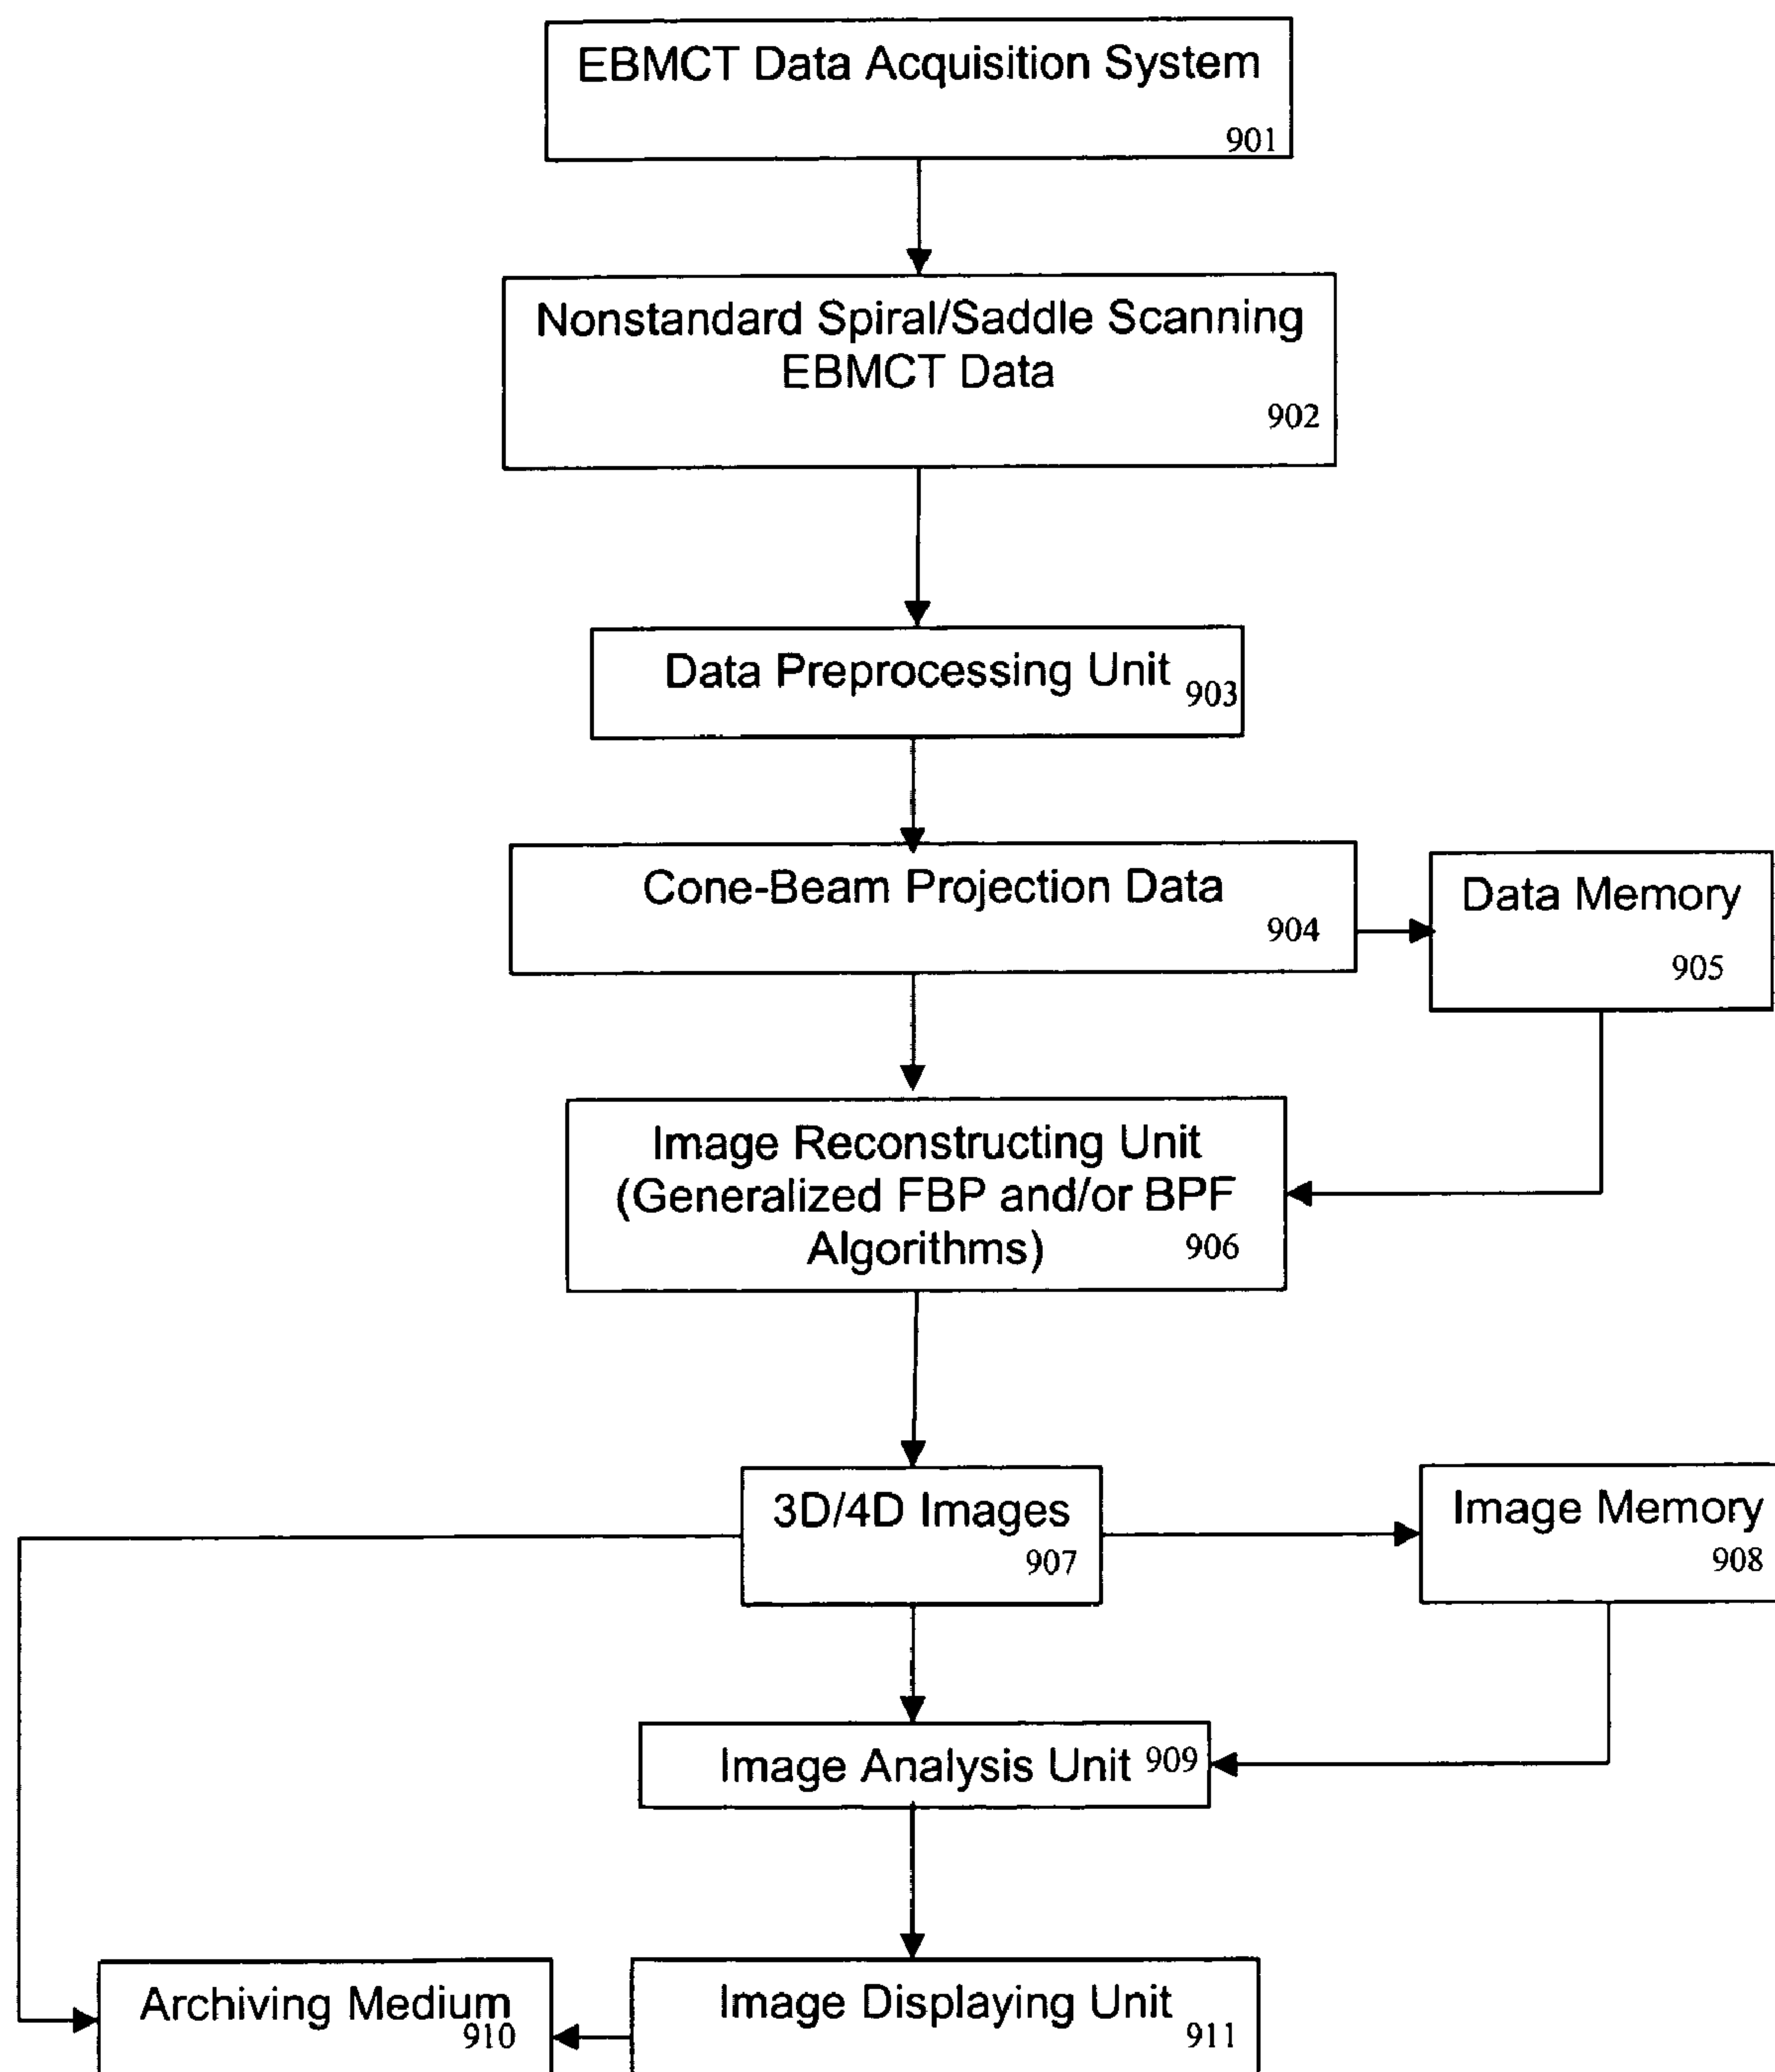 EBMCT Data Acquisition System
901
Nonstandard Spiral/Saddle Scanning
EBMCT Data
902
Data Preprocessing Unit
903
Cone-Beam Projection Data
904
Data Memory
905
Image Reconstructing Unit
(Generalized FBP and/or BPF
Algorithms)
906
3D/4D Images
907
Image Memory
908
Image Analysis Unit 909
Archiving Medium
910
Image Displaying Unit
911